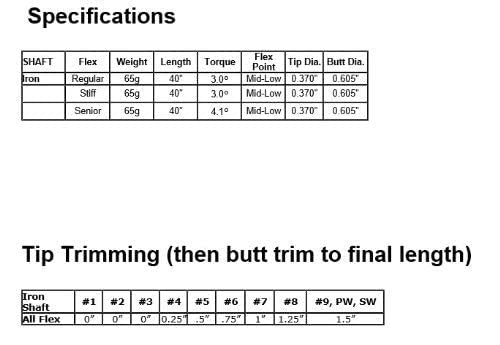 Specifications
SHAFT Flex Weight Length Torque Flex Point Tip Dia. Butt Dia.
Iron Regular 65g 40" 3.0º Mid-Low 0.370" 0.605"
Stiff 65g 40" 3.0º Mid-Low 0.370" 0.605"
Senior 65g 40" 4.1º Mid-Low 0.370" 0.605"
Tip Trimming (then butt trim to final length)
Iron Shaft #1 #2 #3 #4 #5 #6 #7 #8 #9, PW, SW
All Flex 0" 0" 0" 0.25" .5" .75" 1" 1.25" 1.5"